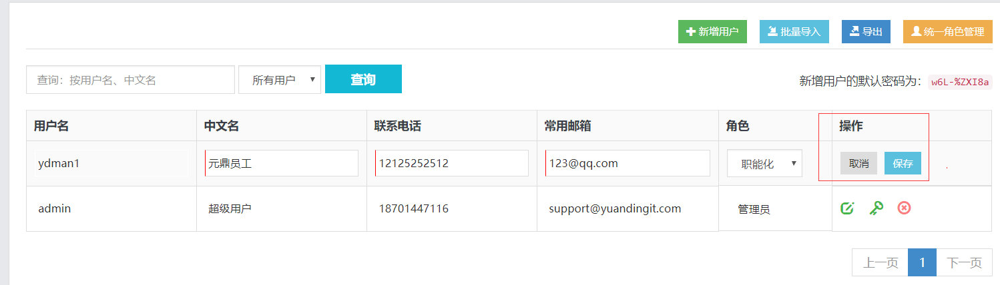 新增用户 批量导入 导出 统一角色管理
查询：按用户名、中文名 所有用户 查询 新增用户的默认密码为： w6L-%ZXI8a
用户名 中文名 联系电话 常用邮箱 角色 操作
ydman1 元鼎员工 12125252512 123@qq.com 职能化 取消 保存
admin 超级用户 18701447116 support@yuandingit.com 管理员
上一页 1 下一页